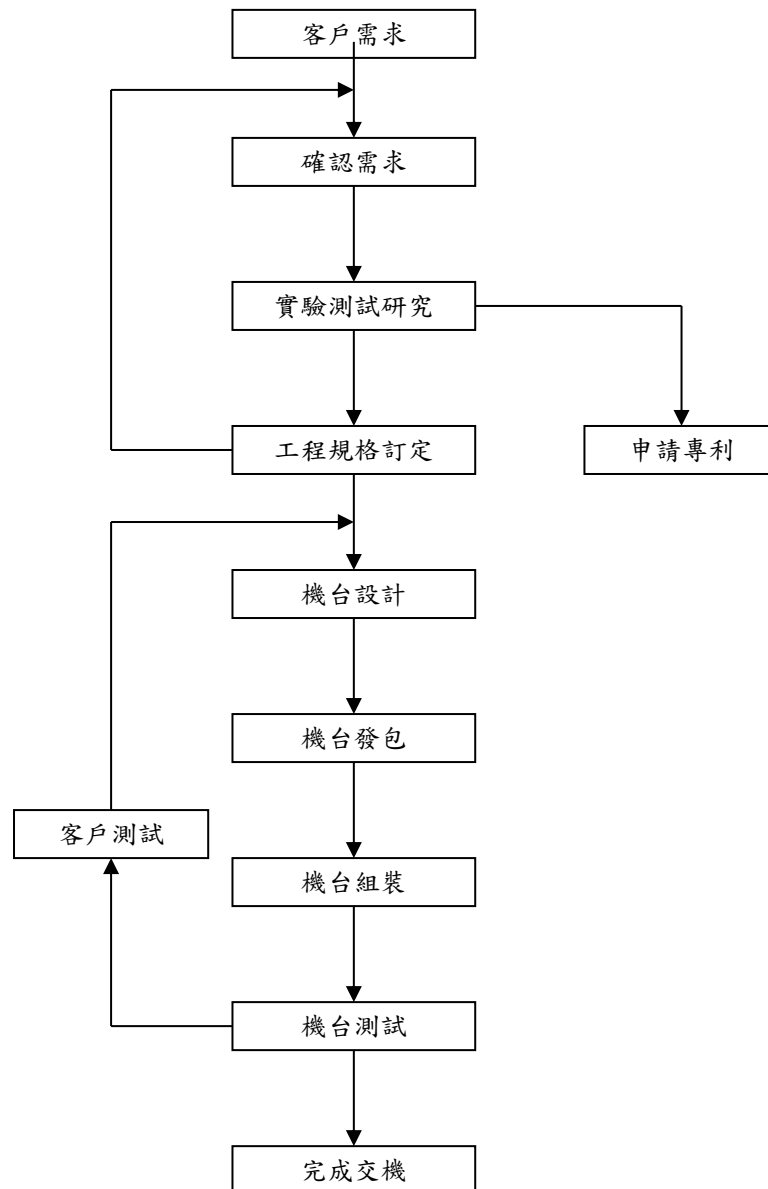 客戶需求
確認需求
實驗測試研究
工程規格訂定
申請專利
機台設計
機台發包
客戶測試
機台組裝
機台測試
完成交機